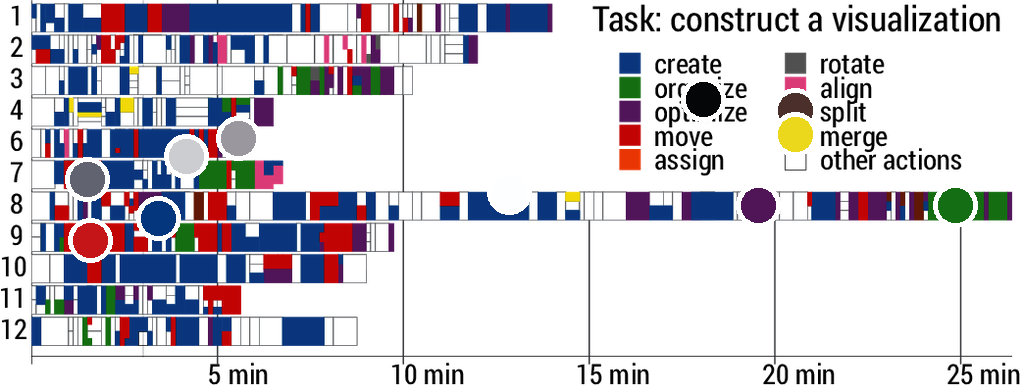 Task: construct a visualization
create
rotate
align
split
move
merge
assign
other actions
1
2
3
4
6
7
8
9
10
11
12
5 min
10 min
15 min
20 min
25 min